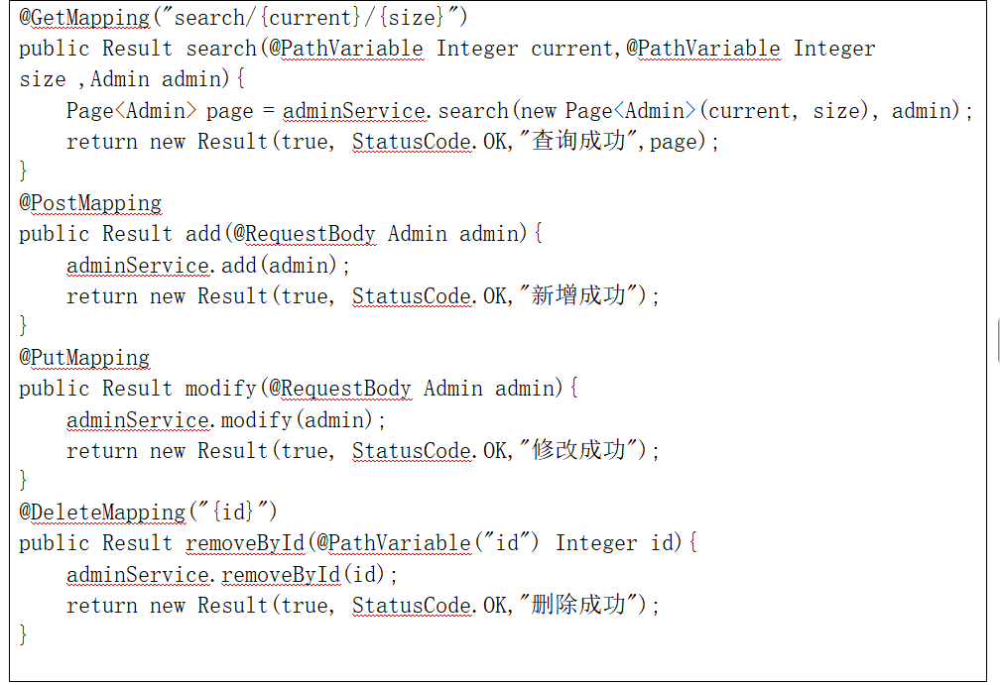 @GetMapping("search/{current}/{size}")
public Result search(@PathVariable Integer current,@PathVariable Integer
size ,Admin admin){
    Page<Admin> page = adminService.search(new Page<Admin>(current, size), admin);
    return new Result(true, StatusCode.OK,"查询成功",page);
}
@PostMapping
public Result add(@RequestBody Admin admin){
    adminService.add(admin);
    return new Result(true, StatusCode.OK,"新增成功");
}
@PutMapping
public Result modify(@RequestBody Admin admin){
    adminService.modify(admin);
    return new Result(true, StatusCode.OK,"修改成功");
}
@DeleteMapping("{id}")
public Result removeById(@PathVariable("id") Integer id){
    adminService.removeById(id);
    return new Result(true, StatusCode.OK,"删除成功");
}